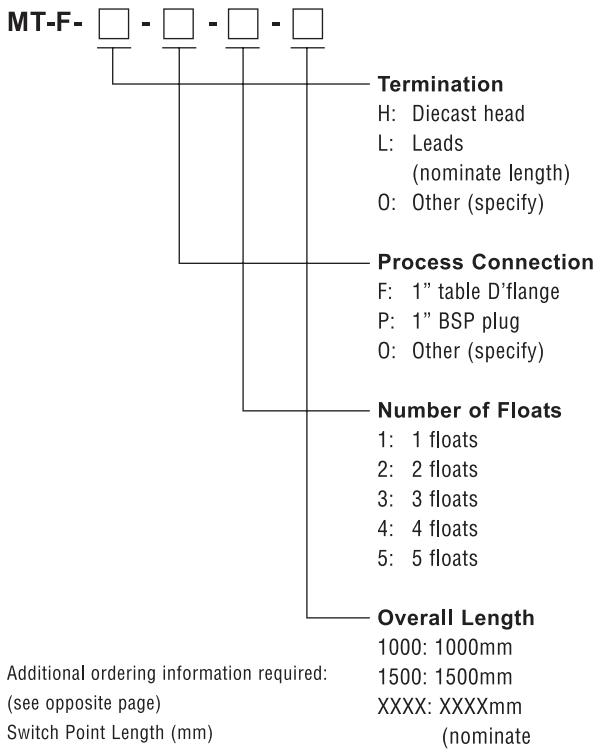 MT-F- □ - □ - □ - □
Termination
H: Diecast head
L: Leads
(nominate length)
O: Other (specify)
Process Connection
F: 1” table D’flange
P: 1” BSP plug
O: Other (specify)
Number of Floats
1: 1 floats
2: 2 floats
3: 3 floats
4: 4 floats
5: 5 floats
Overall Length
1000: 1000mm
1500: 1500mm
XXXX: XXXXmm
(nominate
Additional ordering information required:
(see opposite page)
Switch Point Length (mm)